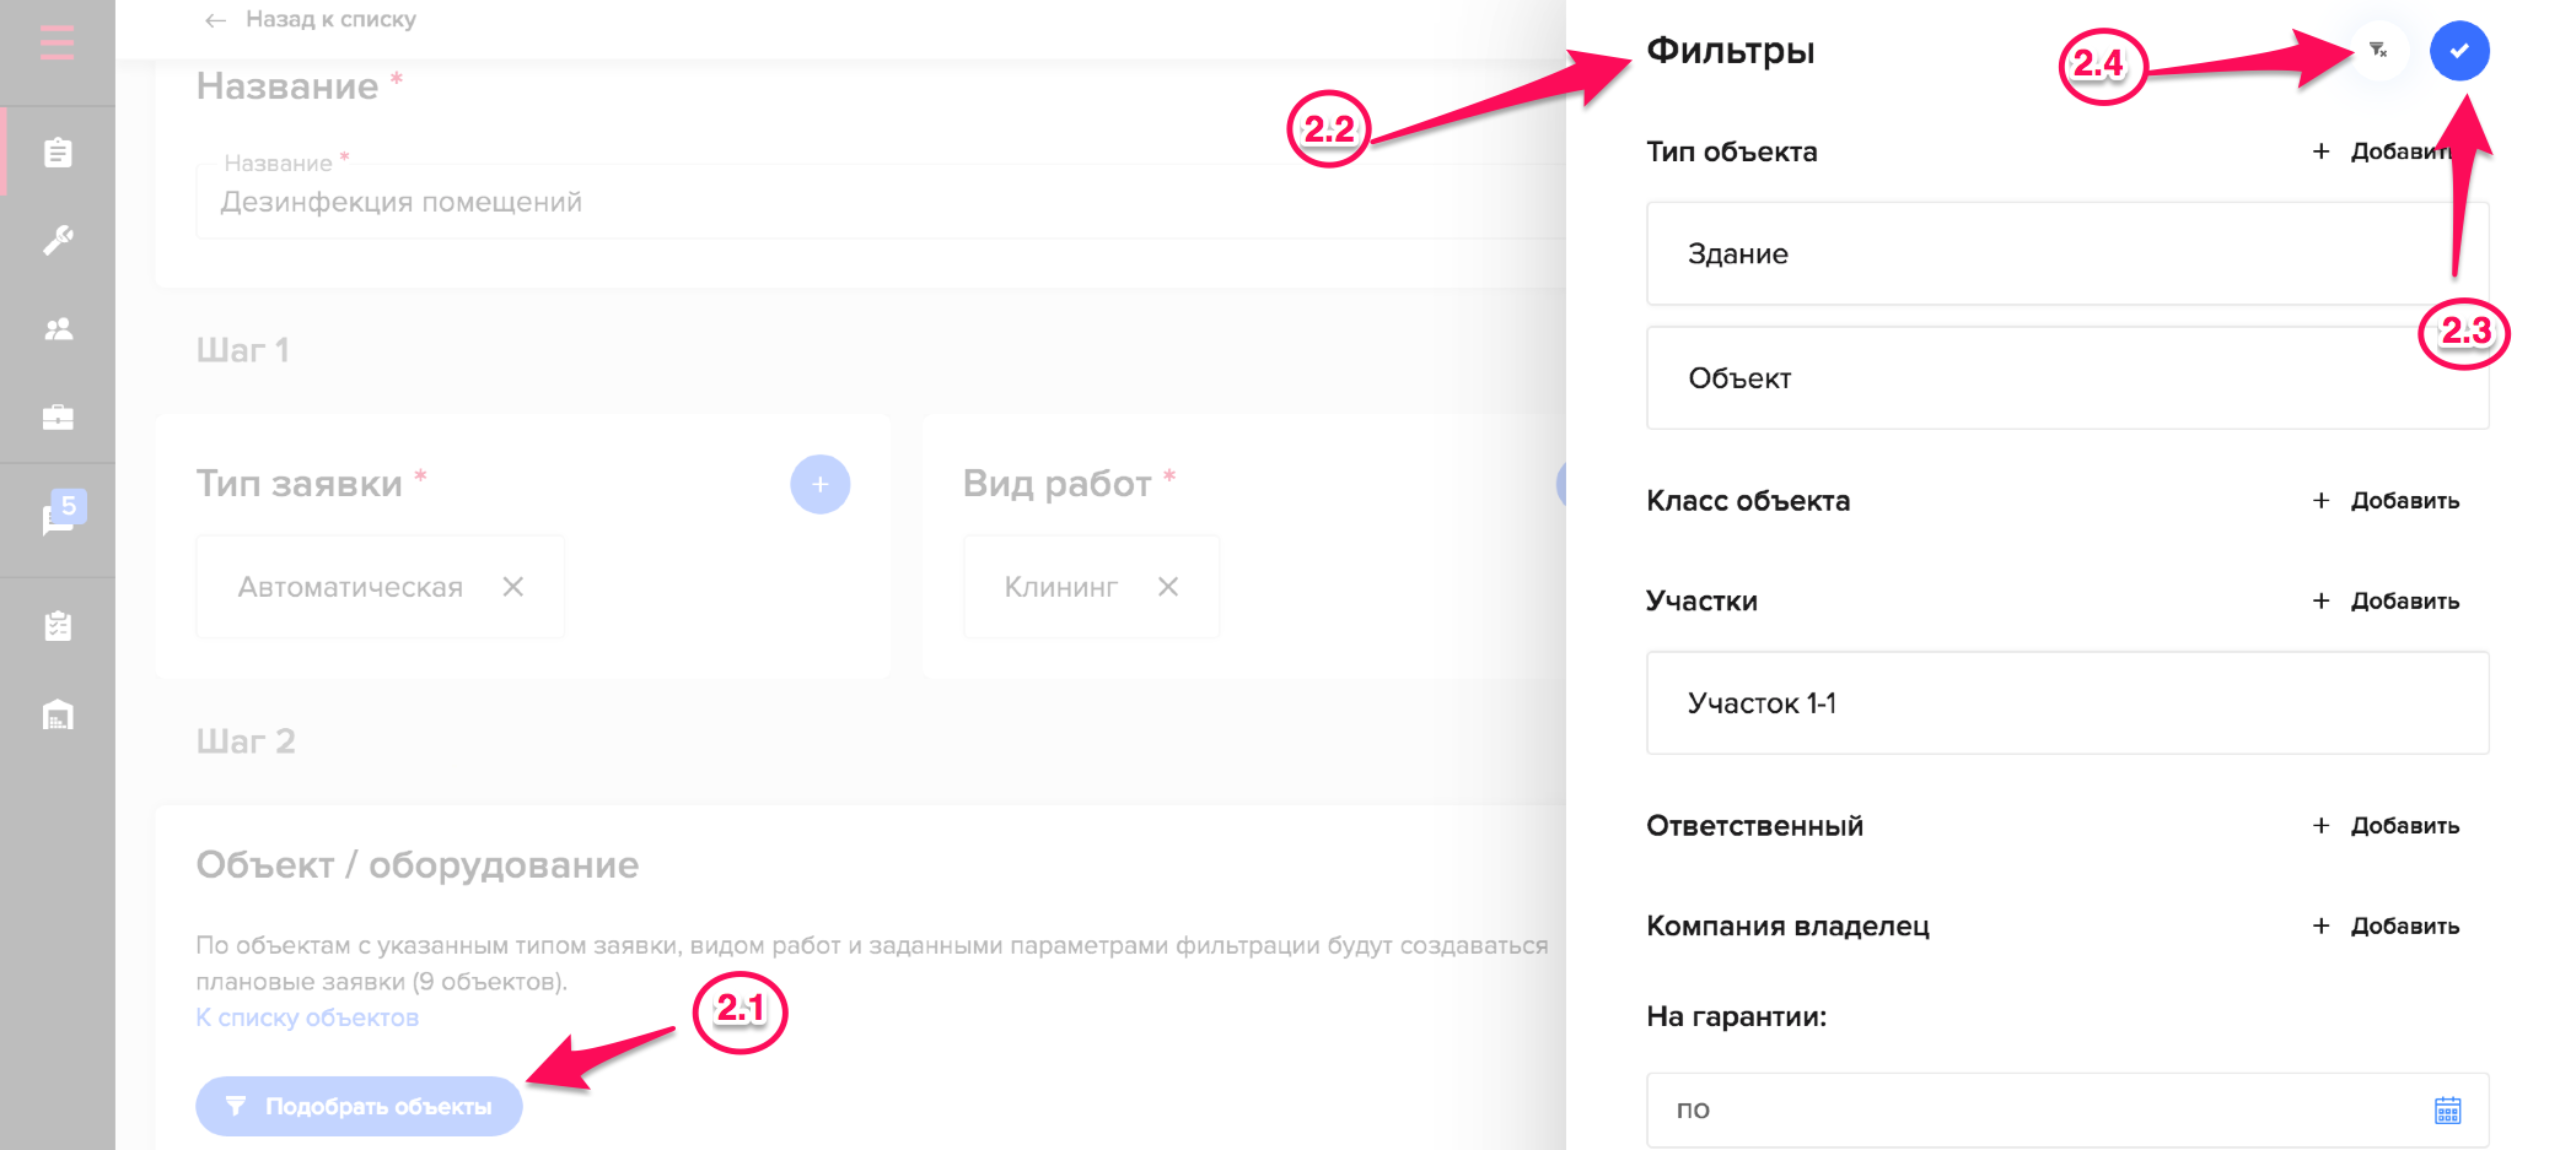 ← Назад к списку
Название *
Название *
Дезинфекция помещений
Шаг 1
Тип заявки *
+
Автоматическая ×
Вид работ *
Клининг ×
5
Шаг 2
Объект / оборудование
По объектам с указанным типом заявки, видом работ и заданными параметрами фильтрации будут создаваться
плановые заявки (9 объектов).
К списку объектов
2.1
Подобрать объекты
2.2
Фильтры
2.4
Тип объекта
+ Добавить
Здание
2.3
Объект
Класс объекта
+ Добавить
Участки
+ Добавить
Участок 1-1
Ответственный
+ Добавить
Компания владелец
+ Добавить
На гарантии:
по